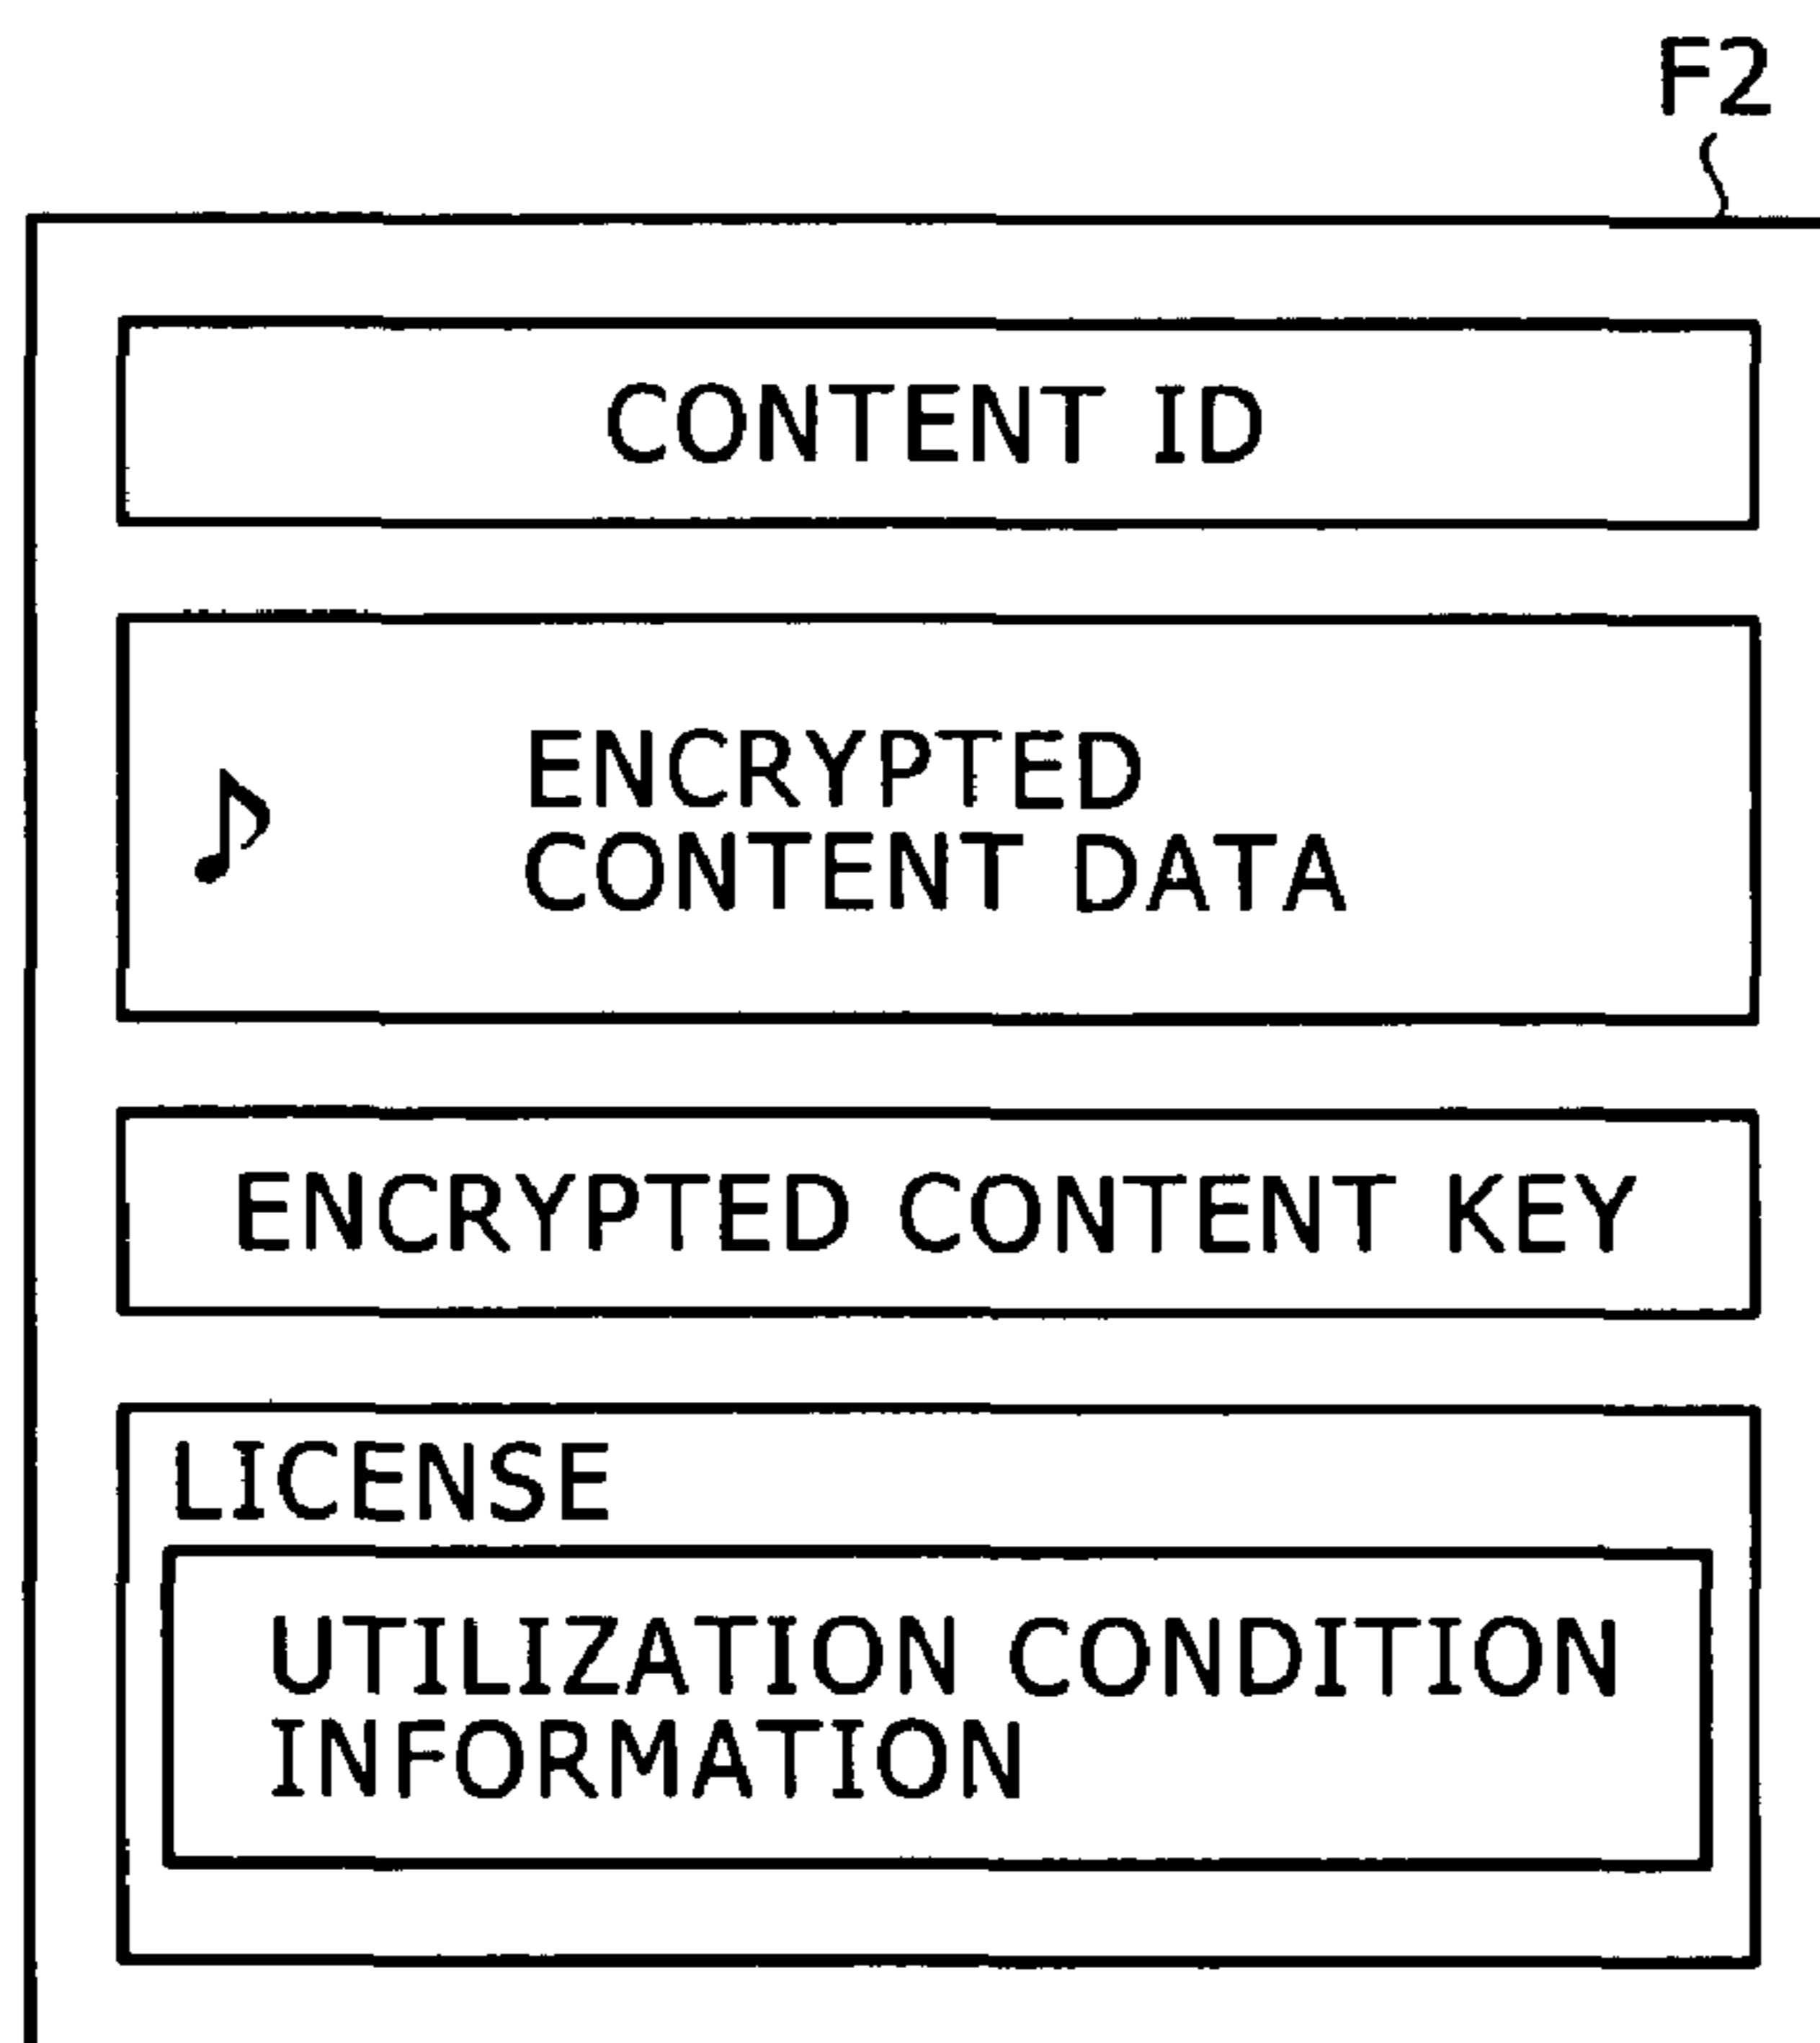 F2
CONTENT ID
ENCRYPTED
CONTENT DATA
ENCRYPTED CONTENT KEY
LICENSE
UTILIZATION CONDITION
INFORMATION